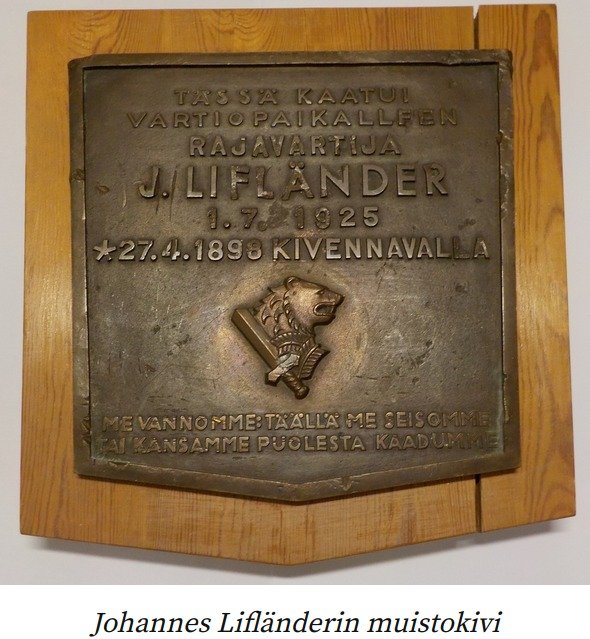 TÄSSÄ KAATUI
VARTIOPAIKALLEEN
RAJAVARTIJA
J. LIFLÄNDER
1.7. 1925
*27.4.1898 KIVENNAVALLA
ME VANNOMME: TÄÄLLÄ ME SEISOMME
TAI KANSAMME PUOLESTA KAADUMME
Johannes Lifländerin muistokivi